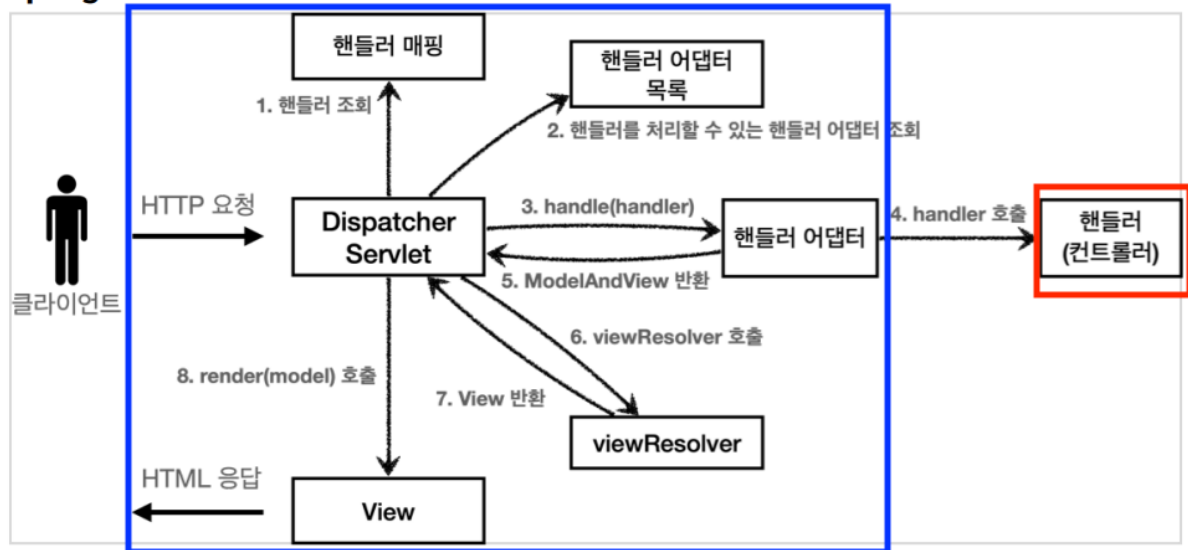 핸들러 매핑
핸들러 어댑터
목록
1. 핸들러 조회
2. 핸들러를 처리할 수 있는 핸들러 어댑터 조회
HTTP 요청
Dispatcher
Servlet
3. handle(handler)
핸들러 어댑터
4. handler 호출
핸들러
(컨트롤러)
5. ModelAndView 반환
클라이언트
6. viewResolver 호출
8. render(model) 호출
7. View 반환
viewResolver
HTML 응답
View